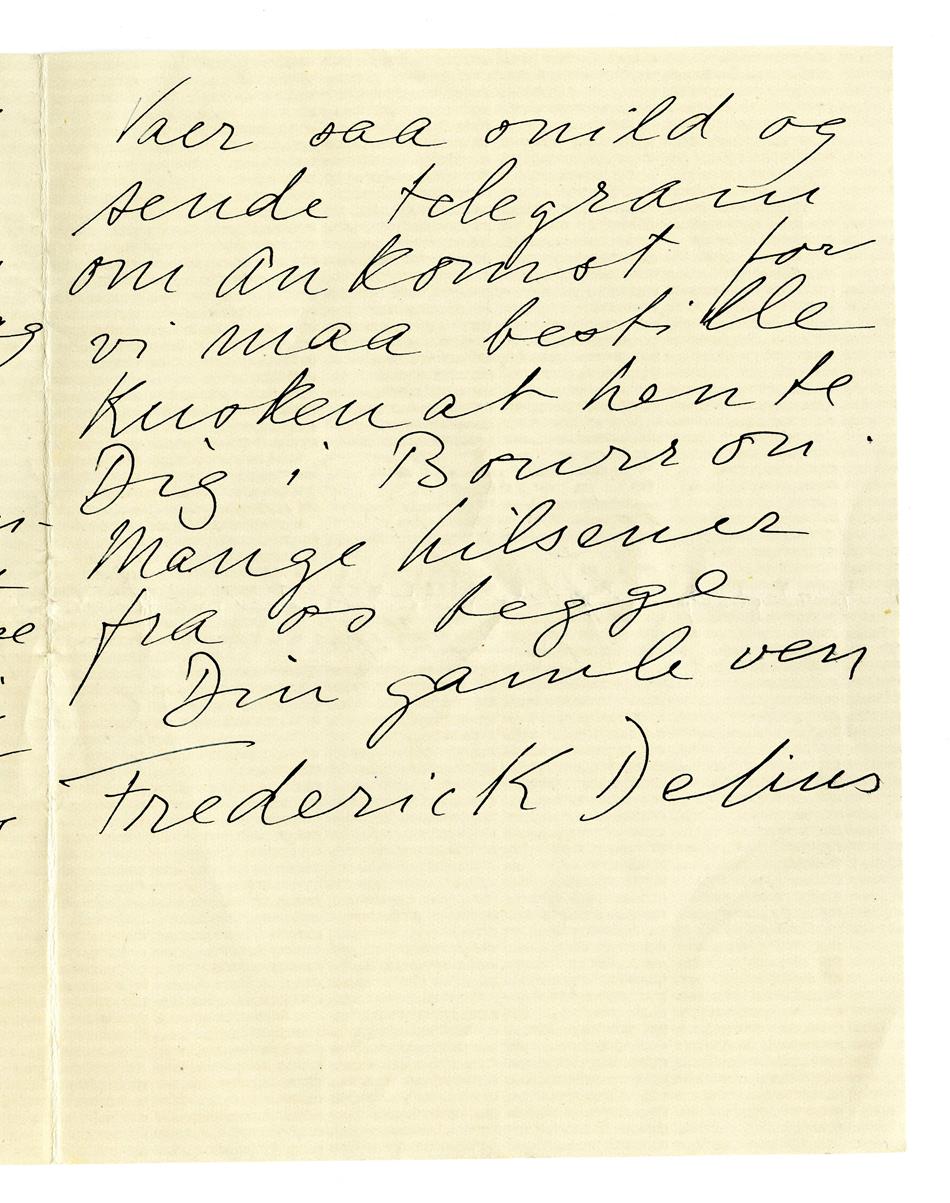 Vaer saa snild og
sende telegram
om ankomst for
vi maa bestille
Kusken at hente
Dig i Bourron.
Mange hilsener
fra os begge
Din gamle ven
Frederick Delius